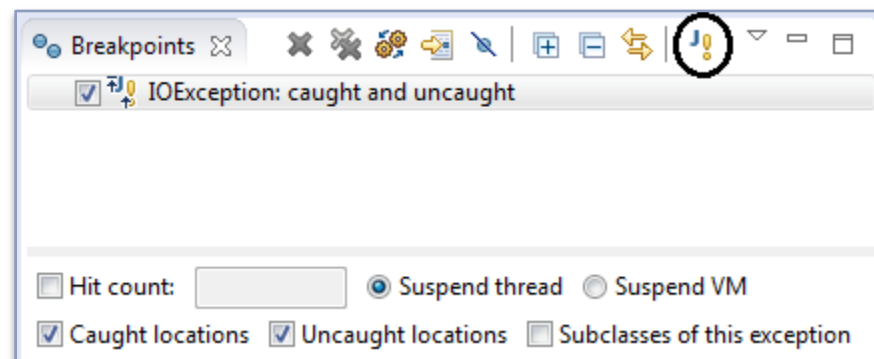 Breakpoints
IOException: caught and uncaught
Hit count: Suspend thread Suspend VM
Caught locations Uncaught locations Subclasses of this exception